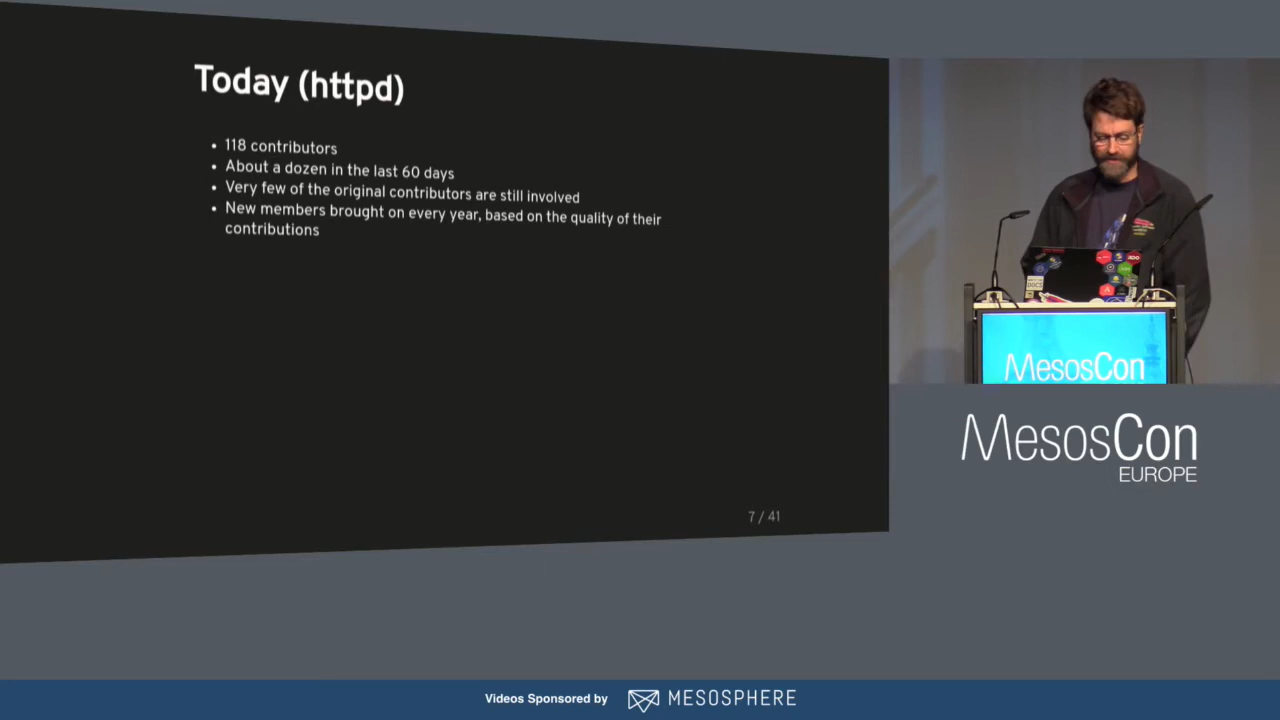 Today (httpd)
• 118 contributors
• About a dozen in the last 60 days
• Very few of the original contributors are still involved
• New members brought on every year, based on the quality of their
contributions
7 / 41
MesosCon
MesosCon
EUROPE
Videos Sponsored by MESOSPHERE